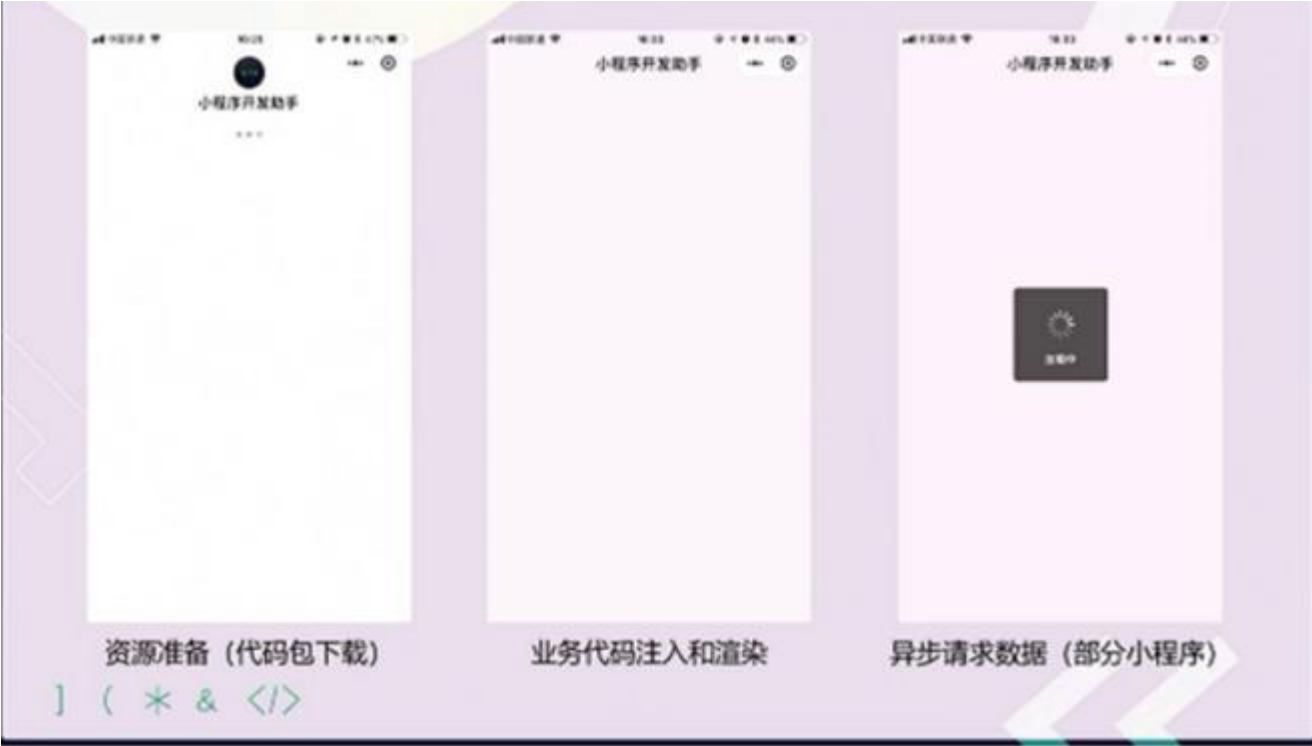 小程序开发助手
小程序开发助手
小程序开发助手
资源准备（代码包下载）
业务代码注入和渲染
异步请求数据（部分小程序）
] ( * & </>